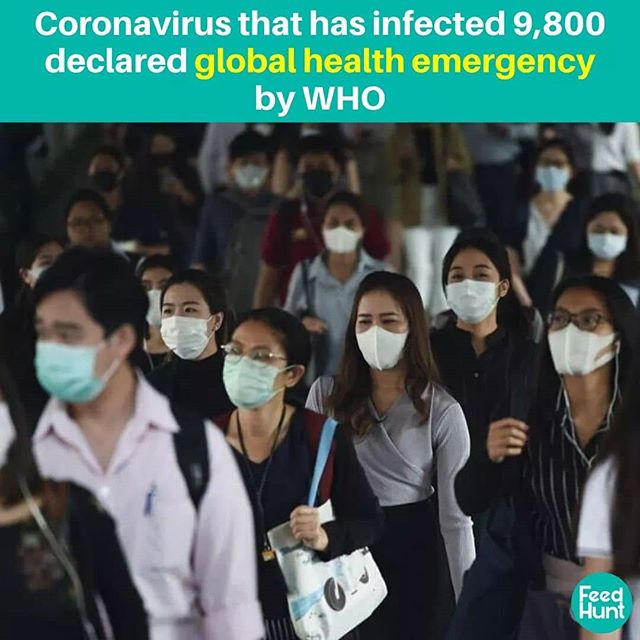 Coronavirus that has infected 9,800
declared global health emergency
by WHO
Feed
Hunt